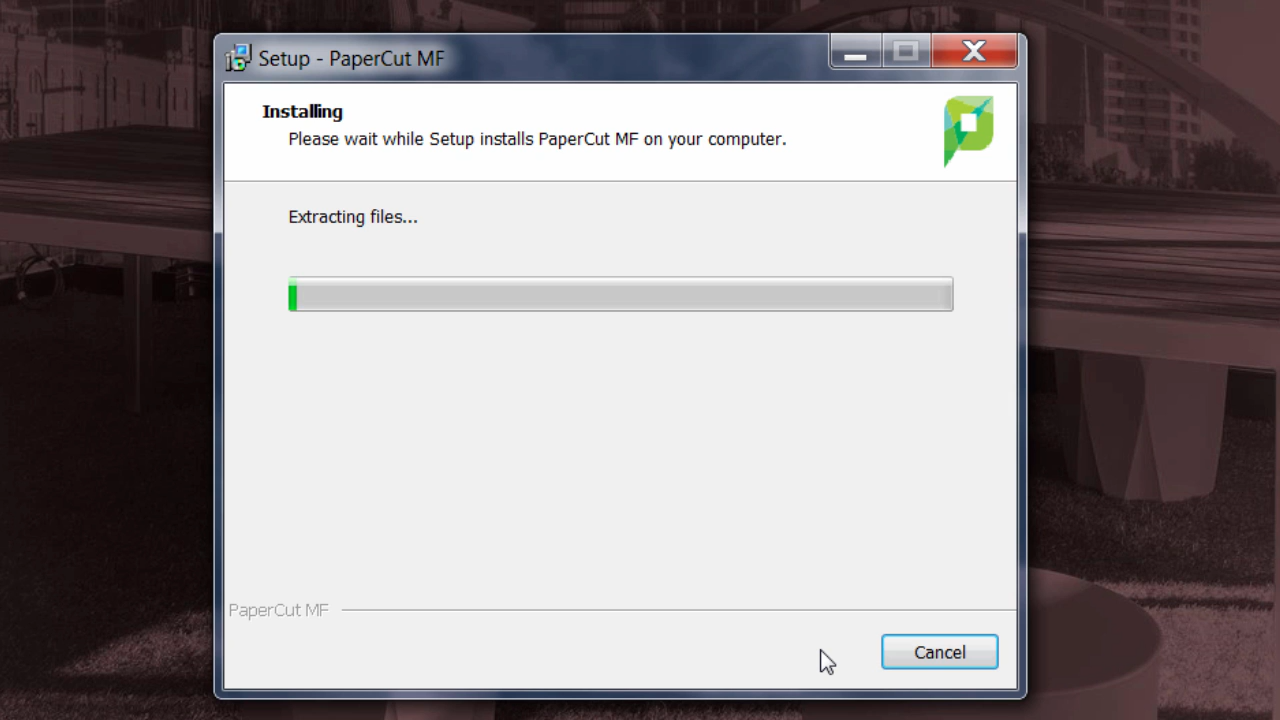 Setup - PaperCut MF
Installing
Please wait while Setup installs PaperCut MF on your computer.
Extracting files...
PaperCut MF
Cancel